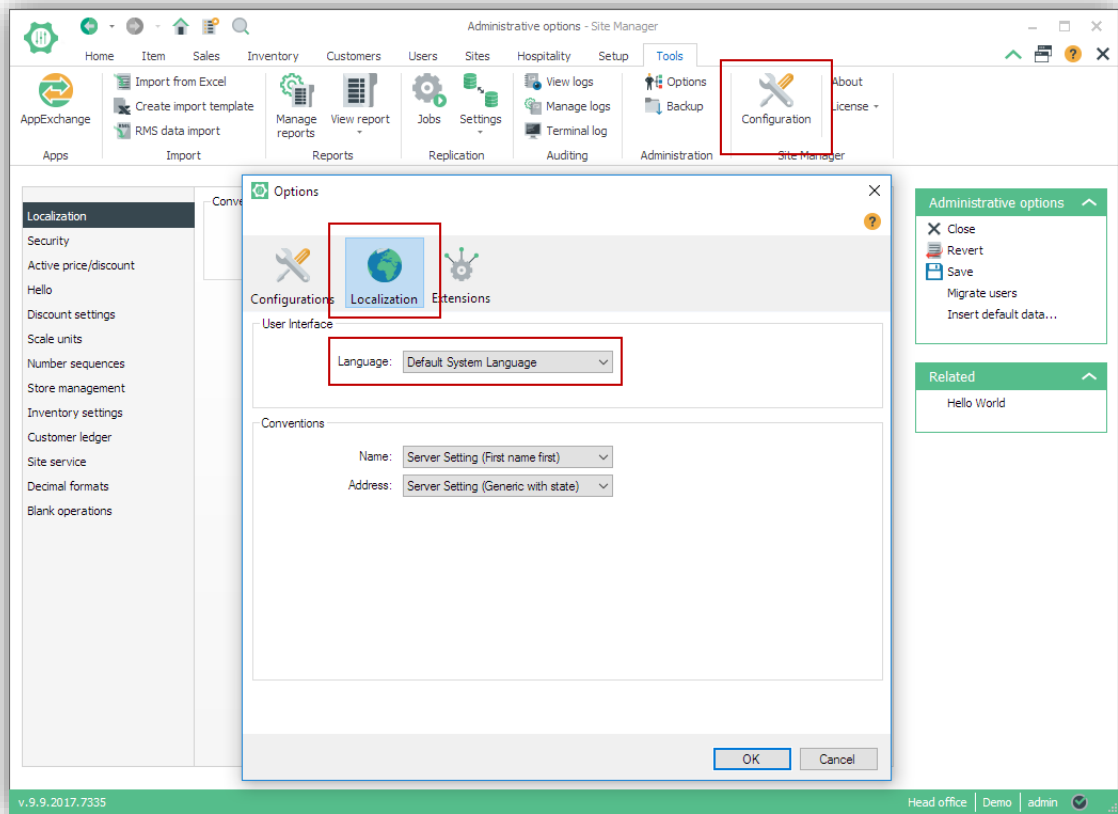 Administrative options - Site Manager
Home Item Sales Inventory Customers Users Sites Hospitality Setup Tools
AppExchange
Apps
Import from Excel
Create import template
RMS data import
Import
Manage reports
View report
Reports
Jobs
Settings
Replication
View logs
Manage logs
Terminal log
Auditing
Options
Backup
Administration
Configuration
About
License
Site Manager
Localization
Security
Active price/discount
Hello
Discount settings
Scale units
Number sequences
Store management
Inventory settings
Customer ledger
Site service
Decimal formats
Blank operations
Conve
Options
Configurations
Localization
Extensions
User Interface
Language: Default System Language
Conventions
Name: Server Setting (First name first)
Address: Server Setting (Generic with state)
OK Cancel
Administrative options
Close
Revert
Save
Migrate users
Insert default data...
Related
Hello World
v.9.9.2017.7335
Head office Demo admin